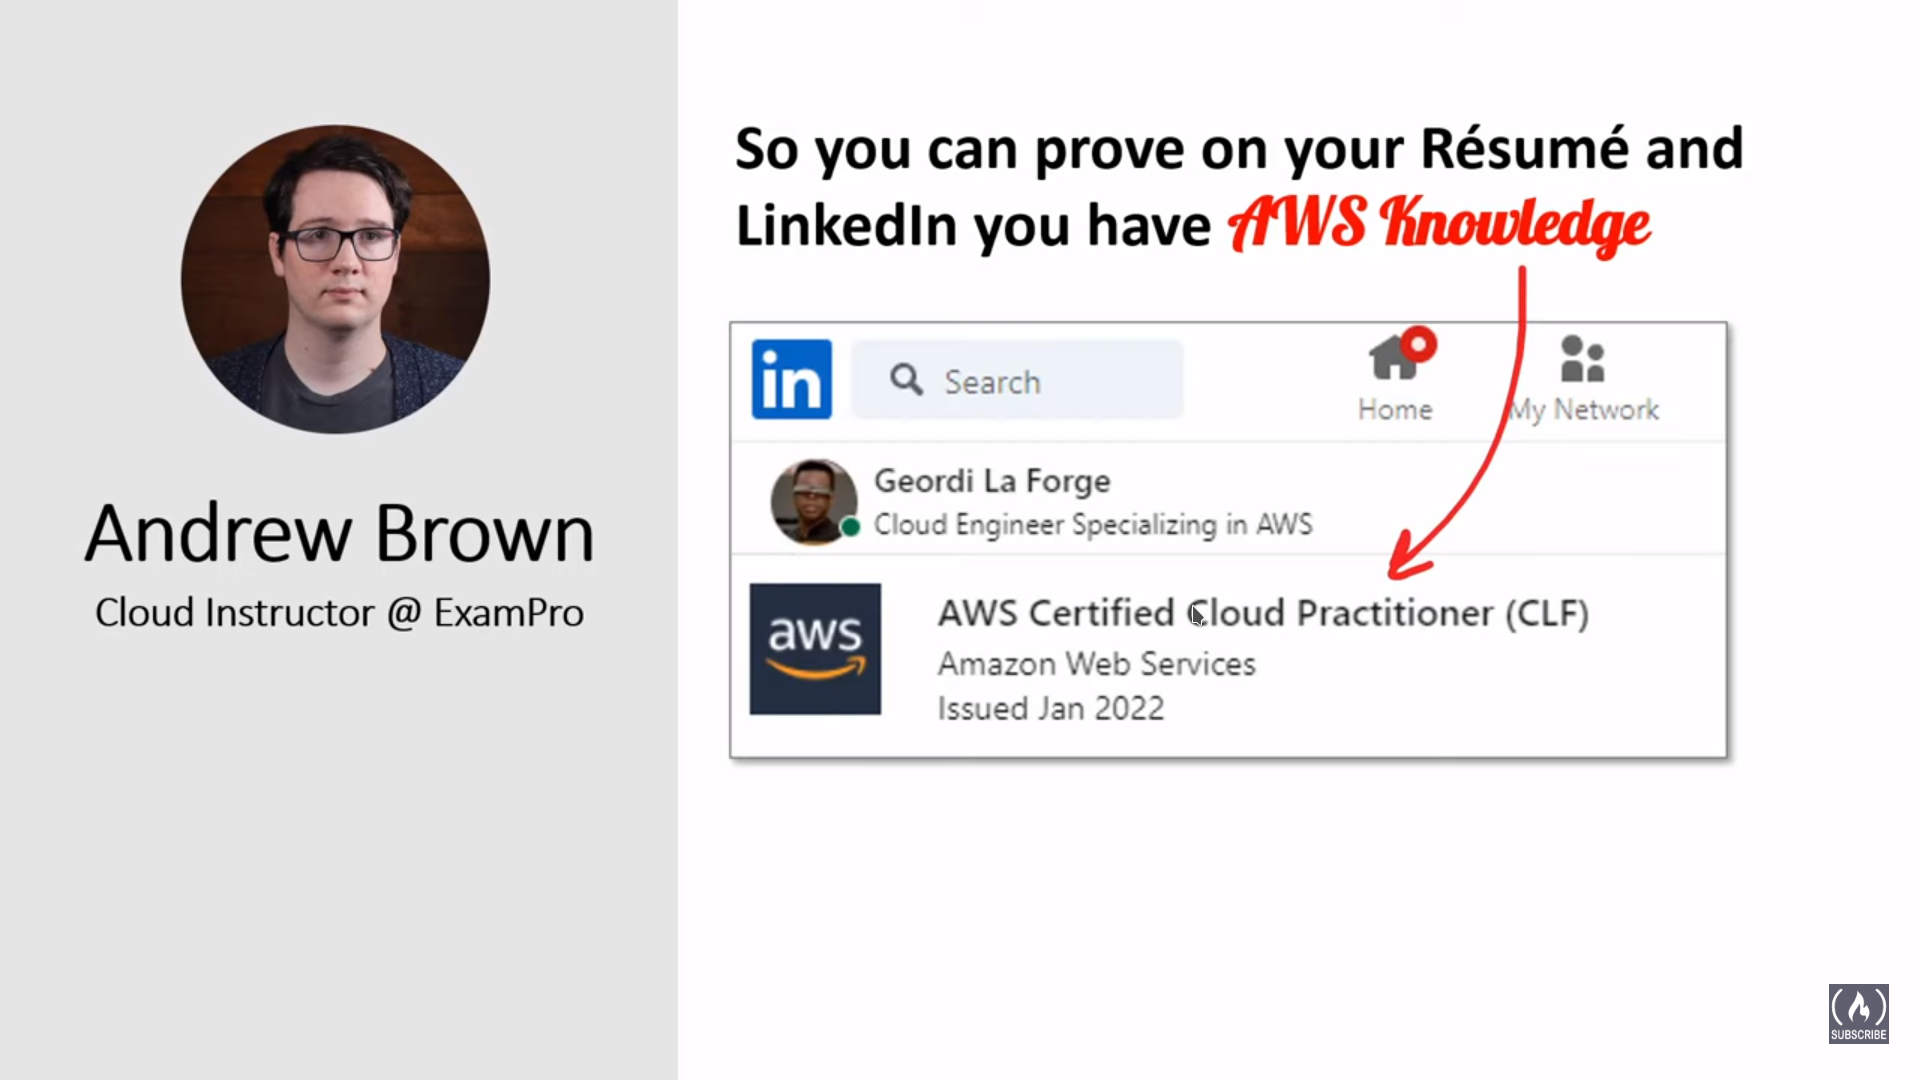 Andrew Brown
Cloud Instructor @ ExamPro
So you can prove on your Résumé and
LinkedIn you have AWS Knowledge
in
Search
Home
My Network
Geordi La Forge
Cloud Engineer Specializing in AWS
aws
AWS Certified Cloud Practitioner (CLF)
Amazon Web Services
Issued Jan 2022
SUBSCRIBE